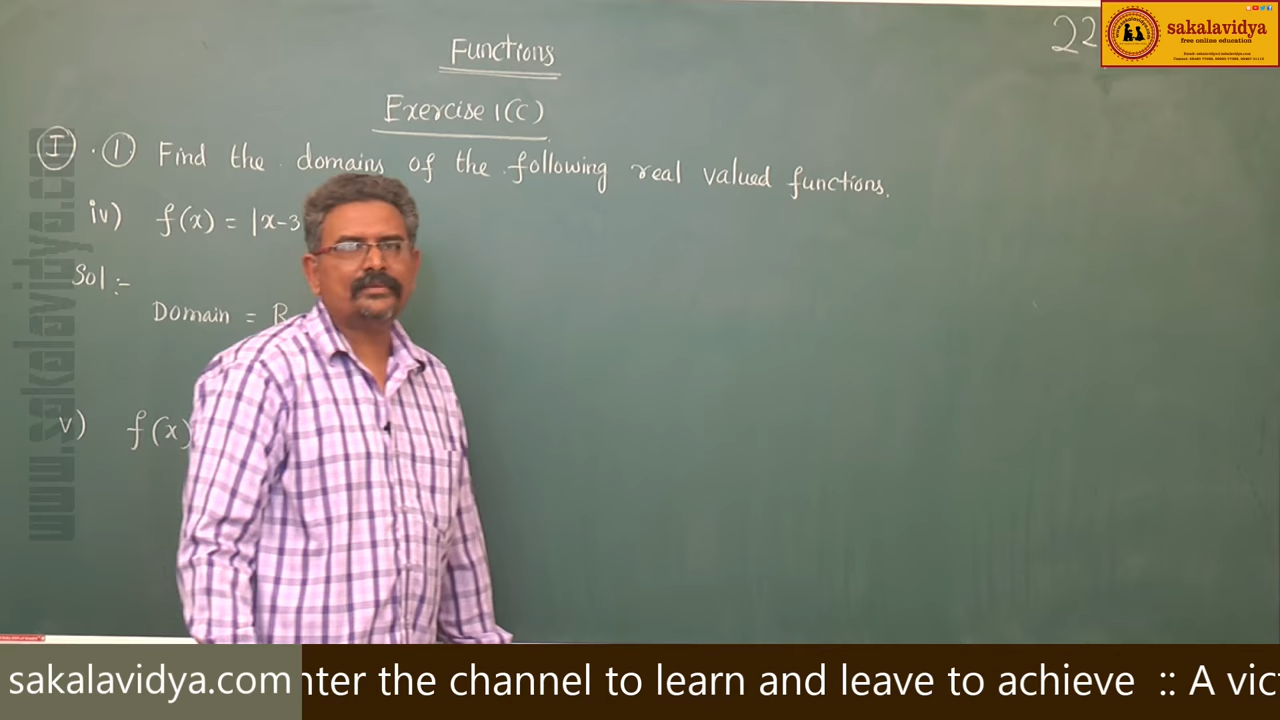 Functions
22
sakalavidya
free online education
Exercise 1(C)
I . 1 Find the domains of the following real valued functions.
iv) f(x) = |x-3
Sol :-
Domain = R
v) f(x)
www.sakalavidya.com
sakalavidya.com
nter the channel to learn and leave to achieve :: A vic